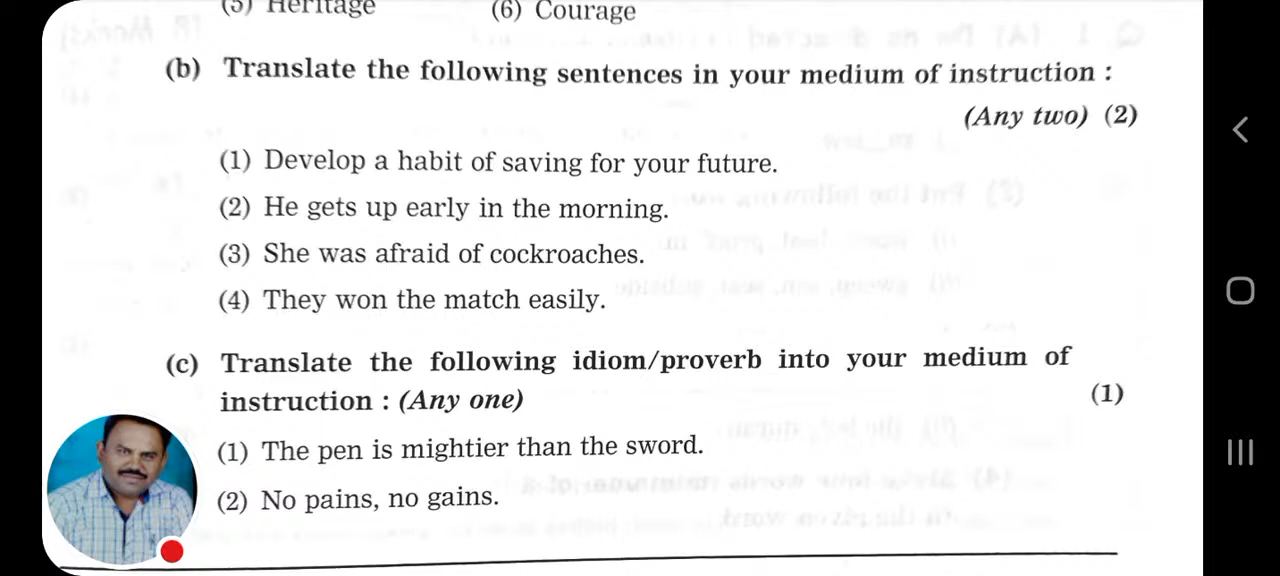 (5) Heritage (6) Courage
(b) Translate the following sentences in your medium of instruction :
(Any two) (2)
(1) Develop a habit of saving for your future.
(2) He gets up early in the morning.
(3) She was afraid of cockroaches.
(4) They won the match easily.
(c) Translate the following idiom/proverb into your medium of
instruction : (Any one) (1)
(1) The pen is mightier than the sword.
(2) No pains, no gains.